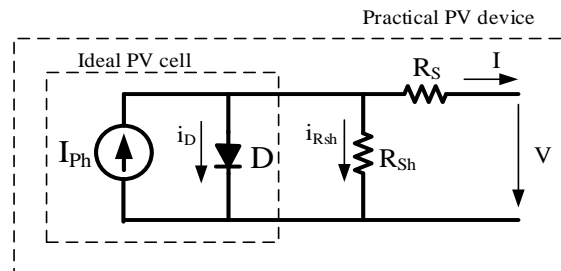 Practical PV device
Ideal PV cell
I
R_S
i_D
i_Rsh
I_Ph
D
R_Sh
V